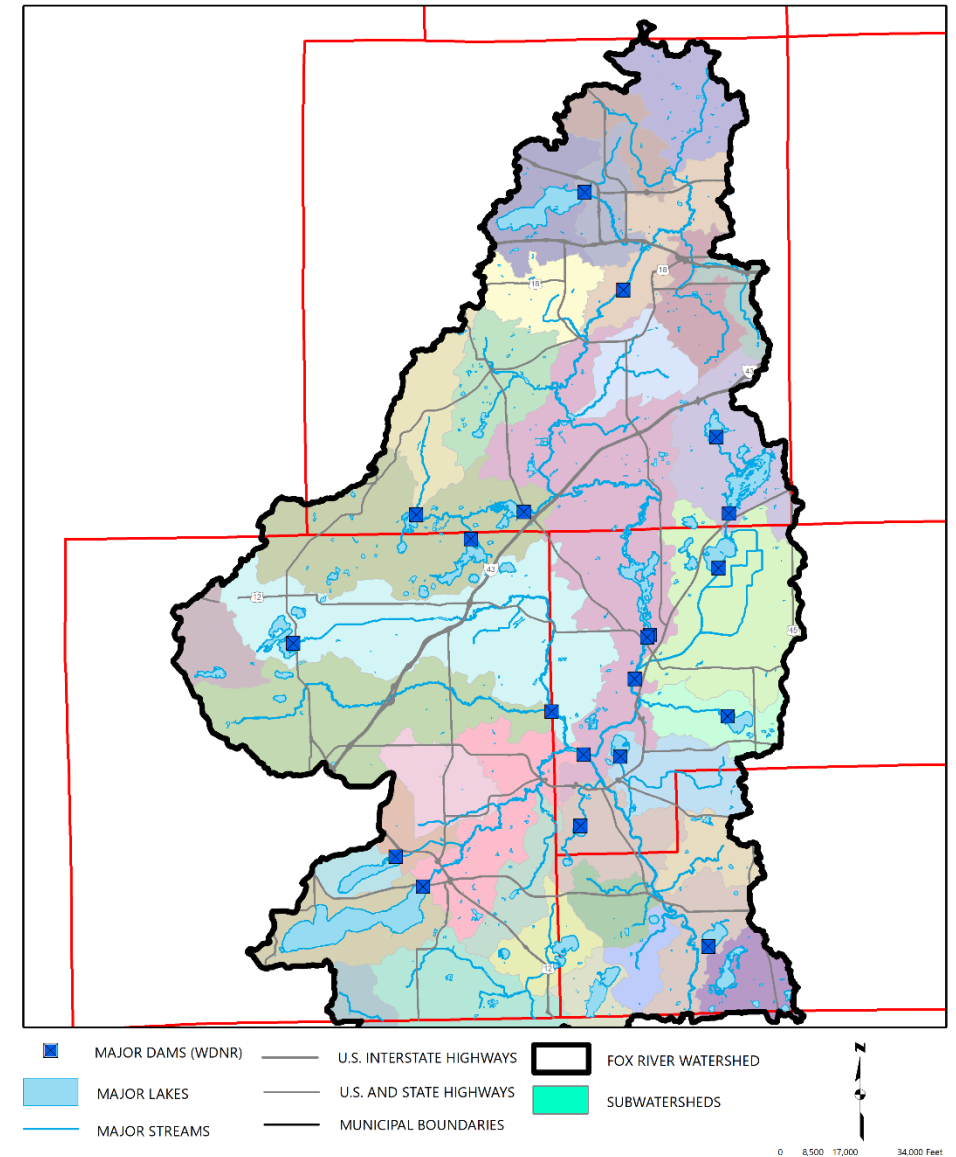 18
18
43
43
12
45
12
MAJOR DAMS (WDNR)
U.S. INTERSTATE HIGHWAYS
FOX RIVER WATERSHED
N
MAJOR LAKES
U.S. AND STATE HIGHWAYS
SUBWATERSHEDS
MAJOR STREAMS
MUNICIPAL BOUNDARIES
0 8,500 17,000 34,000 Feet